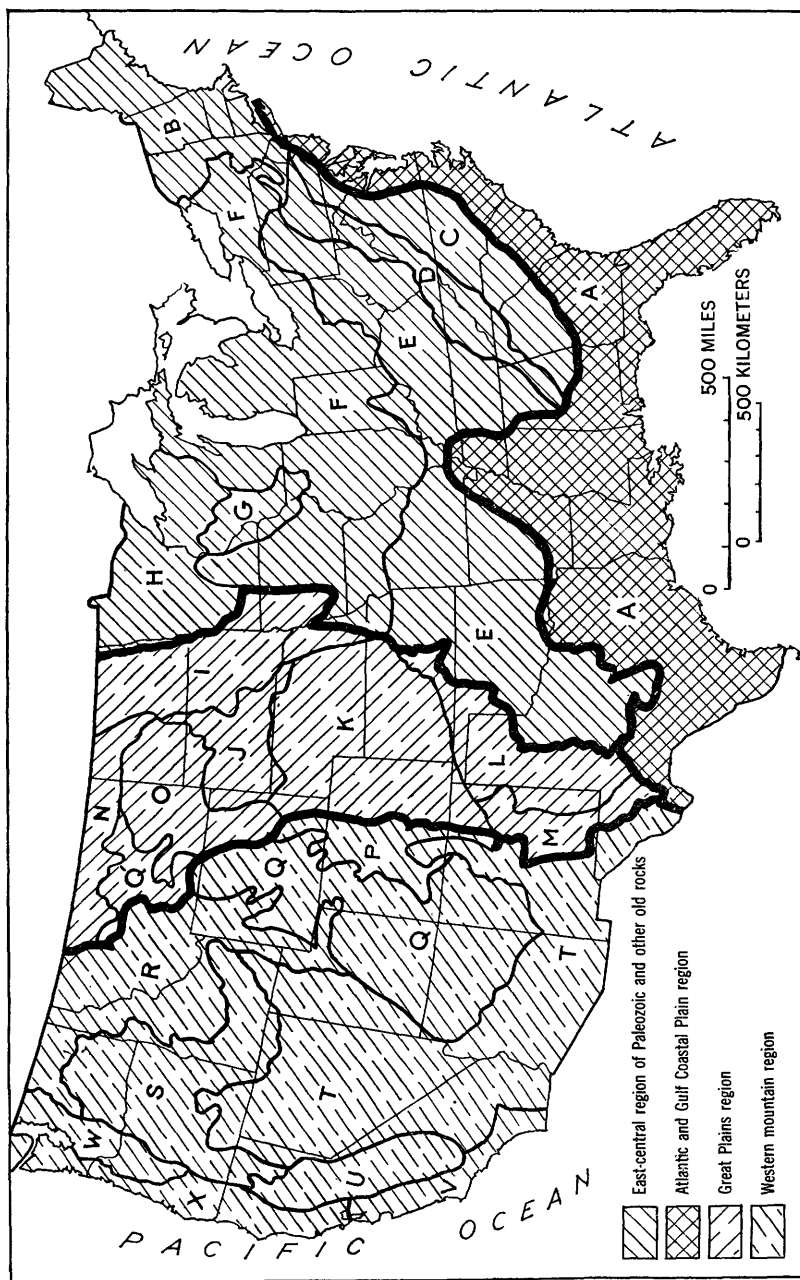 W
R
N
H
B
S
Q
O
I
G
F
X
T
U
V
Q
P
Q
T
J
K
L
M
F
E
E
D
C
A
A
PACIFIC
OCEAN
ATLANTIC OCEAN
East-central region of Paleozoic and other old rocks
Atlantic and Gulf Coastal Plain region
Great Plains region
Western mountain region
0 500 MILES
0 500 KILOMETERS